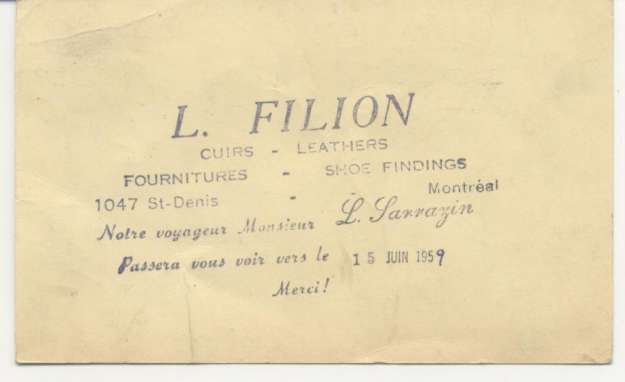 L. FILION
CUIRS - LEATHERS
FOURNITURES - SHOE FINDINGS
1047 St-Denis - - Montréal
Notre voyageur Monsieur L. Sarrazin
Passera vous voir vers le 15 JUIN 1959
Merci!